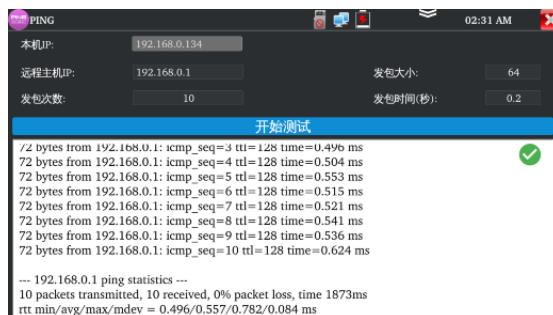 PING
02:31 AM
本机IP: 192.168.0.134
远程主机IP: 192.168.0.1 发包大小: 64
发包次数: 10 发包时间(秒): 0.2
开始测试
72 bytes from 192.168.0.1: icmp_seq=3 ttl=128 time=0.496 ms
72 bytes from 192.168.0.1: icmp_seq=4 ttl=128 time=0.504 ms
72 bytes from 192.168.0.1: icmp_seq=5 ttl=128 time=0.553 ms
72 bytes from 192.168.0.1: icmp_seq=6 ttl=128 time=0.515 ms
72 bytes from 192.168.0.1: icmp_seq=7 ttl=128 time=0.521 ms
72 bytes from 192.168.0.1: icmp_seq=8 ttl=128 time=0.541 ms
72 bytes from 192.168.0.1: icmp_seq=9 ttl=128 time=0.536 ms
72 bytes from 192.168.0.1: icmp_seq=10 ttl=128 time=0.624 ms
--- 192.168.0.1 ping statistics ---
10 packets transmitted, 10 received, 0% packet loss, time 1873ms
rtt min/avg/max/mdev = 0.496/0.557/0.782/0.084 ms